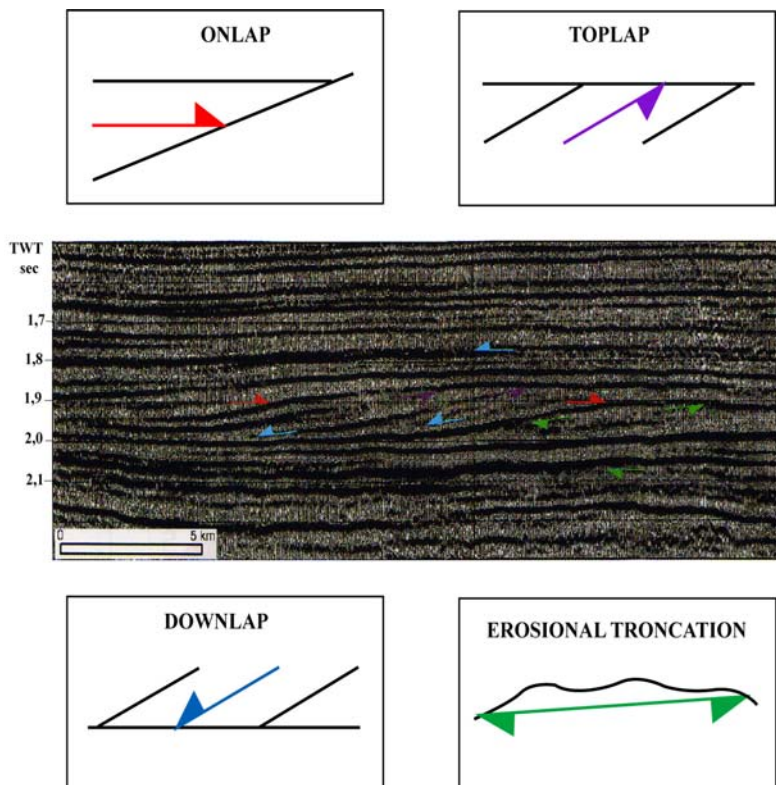 ONLAP
TOPLAP
TWT
sec
1,7
1,8
1,9
2,0
2,1
0 5 km
DOWNLAP
EROSIONAL TRONCATION